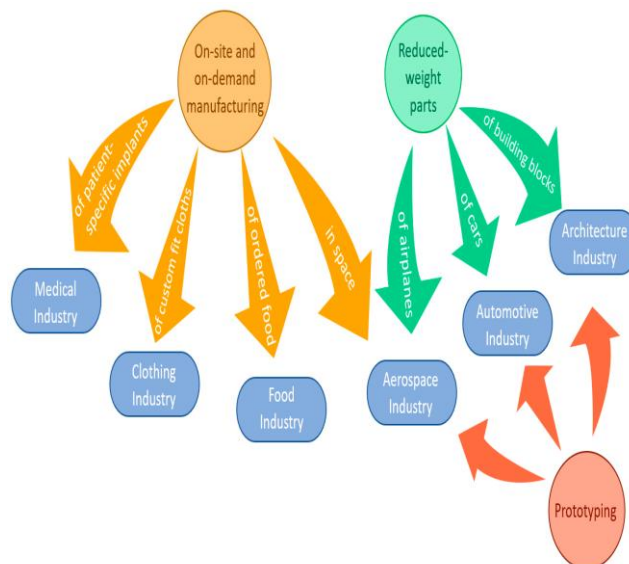 On-site and
on-demand
manufacturing
Reduced-
weight
parts
of patient-
specific implants
of custom fit cloths
of ordered food
in space
of airplanes
of cars
of building blocks
Medical
Industry
Clothing
Industry
Food
Industry
Aerospace
Industry
Automotive
Industry
Architecture
Industry
Prototyping